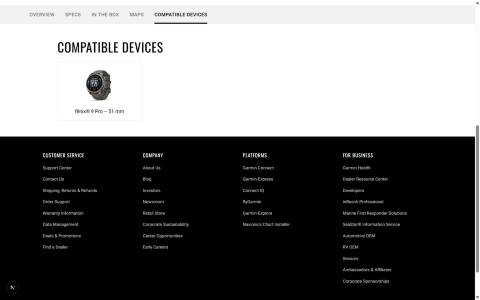 OVERVIEW SPECS IN THE BOX MAPS COMPATIBLE DEVICES
COMPATIBLE DEVICES
fēnix® 9 Pro – 51 mm
CUSTOMER SERVICE
Support Center
Contact Us
Shipping, Returns & Refunds
Order Support
Warranty Information
Data Management
Deals & Promotions
Find a Dealer
COMPANY
About Us
Blog
Investors
Newsroom
Retail Store
Corporate Sustainability
Career Opportunities
Early Careers
PLATFORMS
Garmin Connect
Garmin Express
Connect IQ
flyGarmin
Garmin Explore
Navionics Chart Installer
FOR BUSINESS
Garmin Health
Dealer Resource Center
Developers
InReach Professional
Marine First Responder Solutions
SeaStar® Information Service
Automotive OEM
RV OEM
Sensors
Ambassadors & Affiliates
Corporate Sponsorships
N